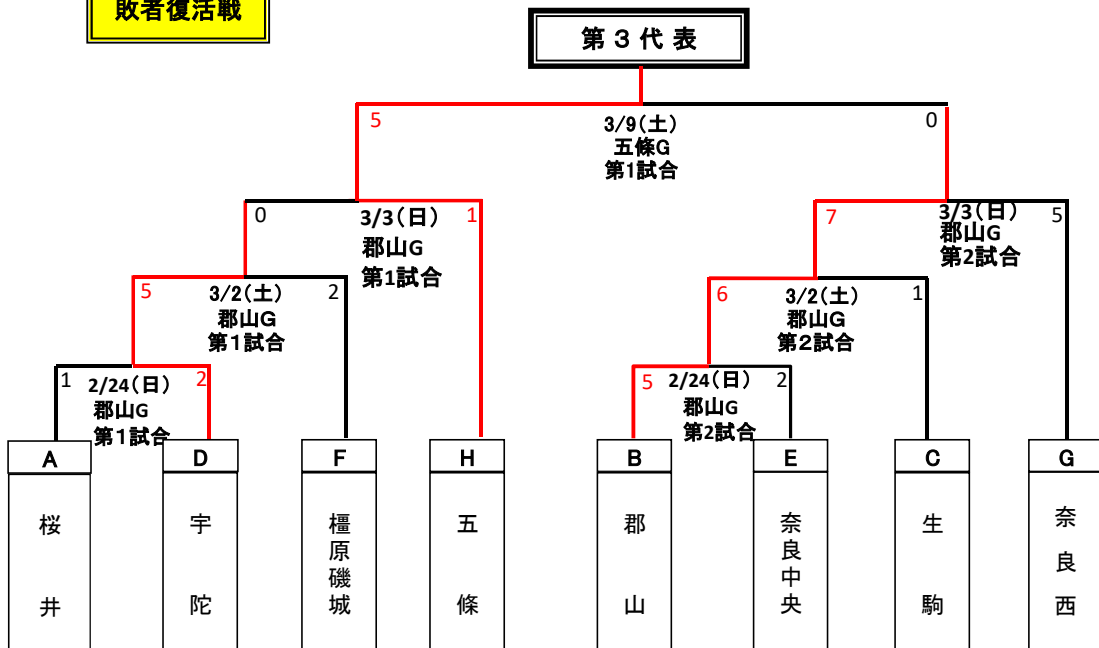 敗者復活戦
第３代表
5
3/9(土)
五條G
第1試合
0
0
3/3(日)
郡山G
第1試合
1
7
3/3(日)
郡山G
第2試合
5
5
3/2(土)
郡山G
第１試合
2
6
3/2(土)
郡山G
第２試合
1
1
2/24(日)
郡山G
第１試合
2
5
2/24(日)
郡山G
第2試合
2
A
D
F
H
B
E
C
G
桜井
宇陀
橿原磯城
五條
郡山
奈良中央
生駒
奈良西